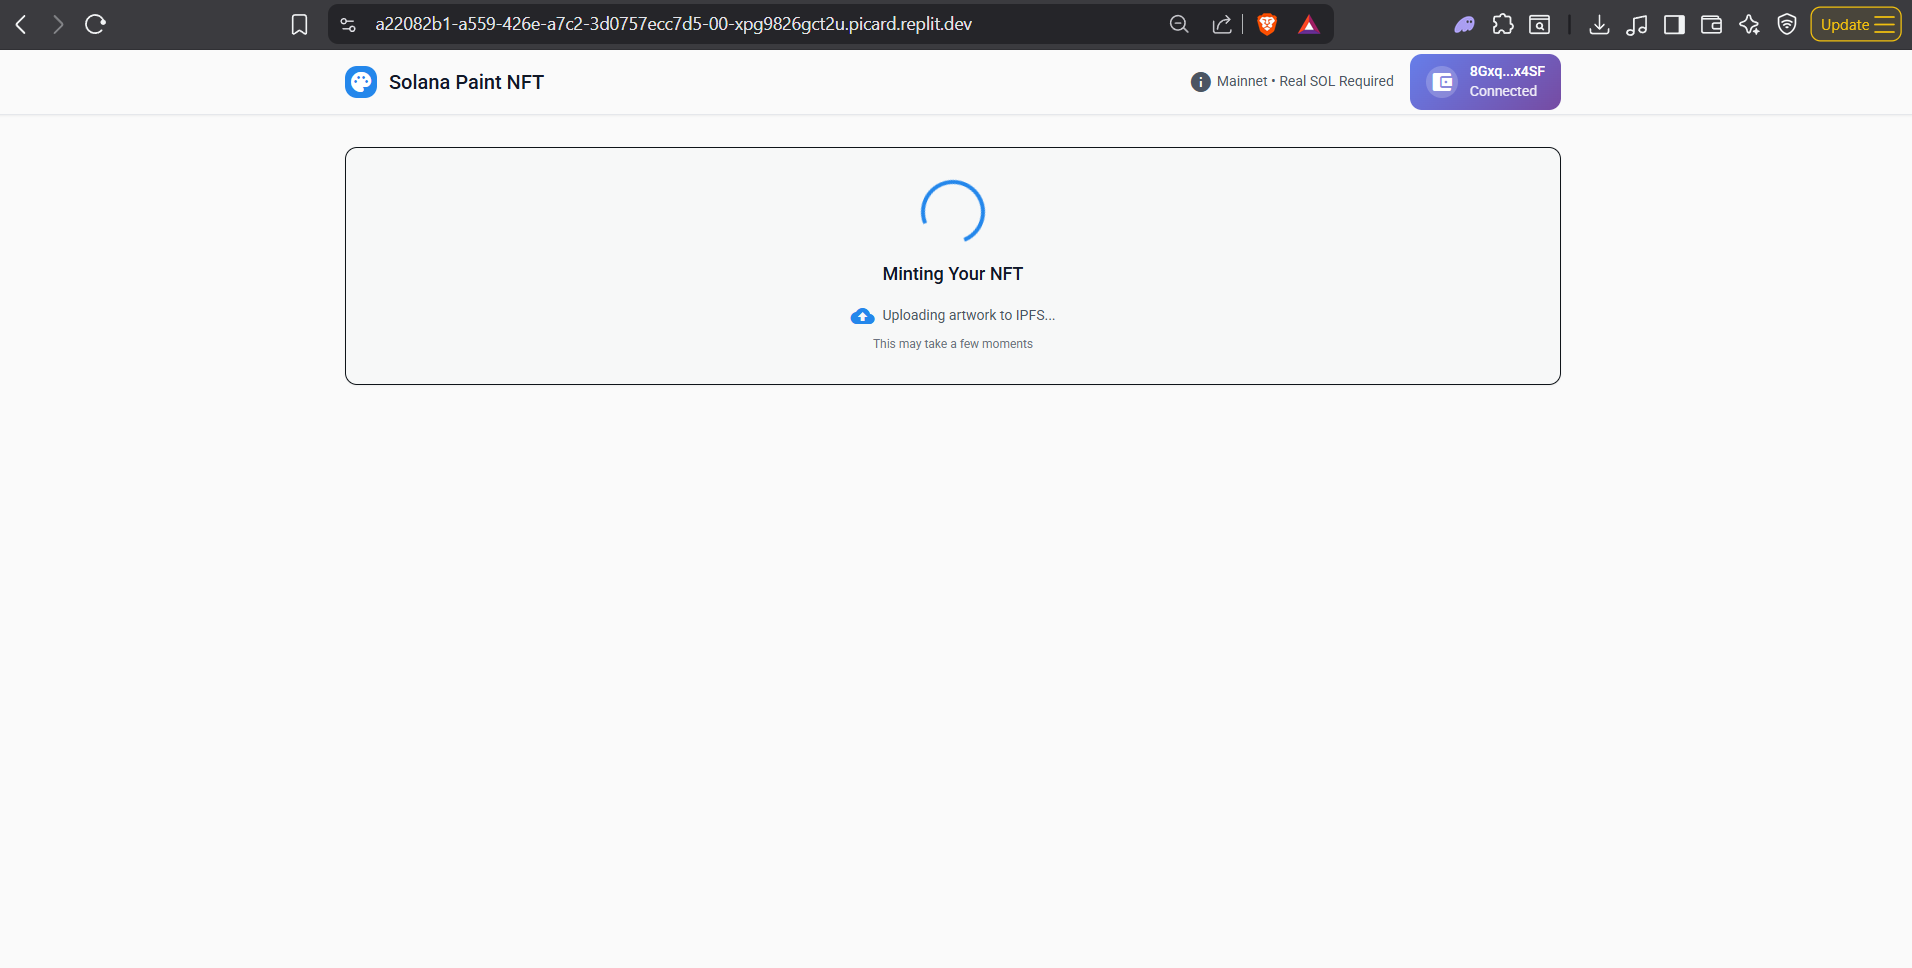 a22082b1-a559-426e-a7c2-3d0757ecc7d5-00-xpg9826gct2u.picard.replit.dev
Update
Solana Paint NFT
Mainnet • Real SOL Required
8Gxq...x4SF
Connected
Minting Your NFT
Uploading artwork to IPFS...
This may take a few moments